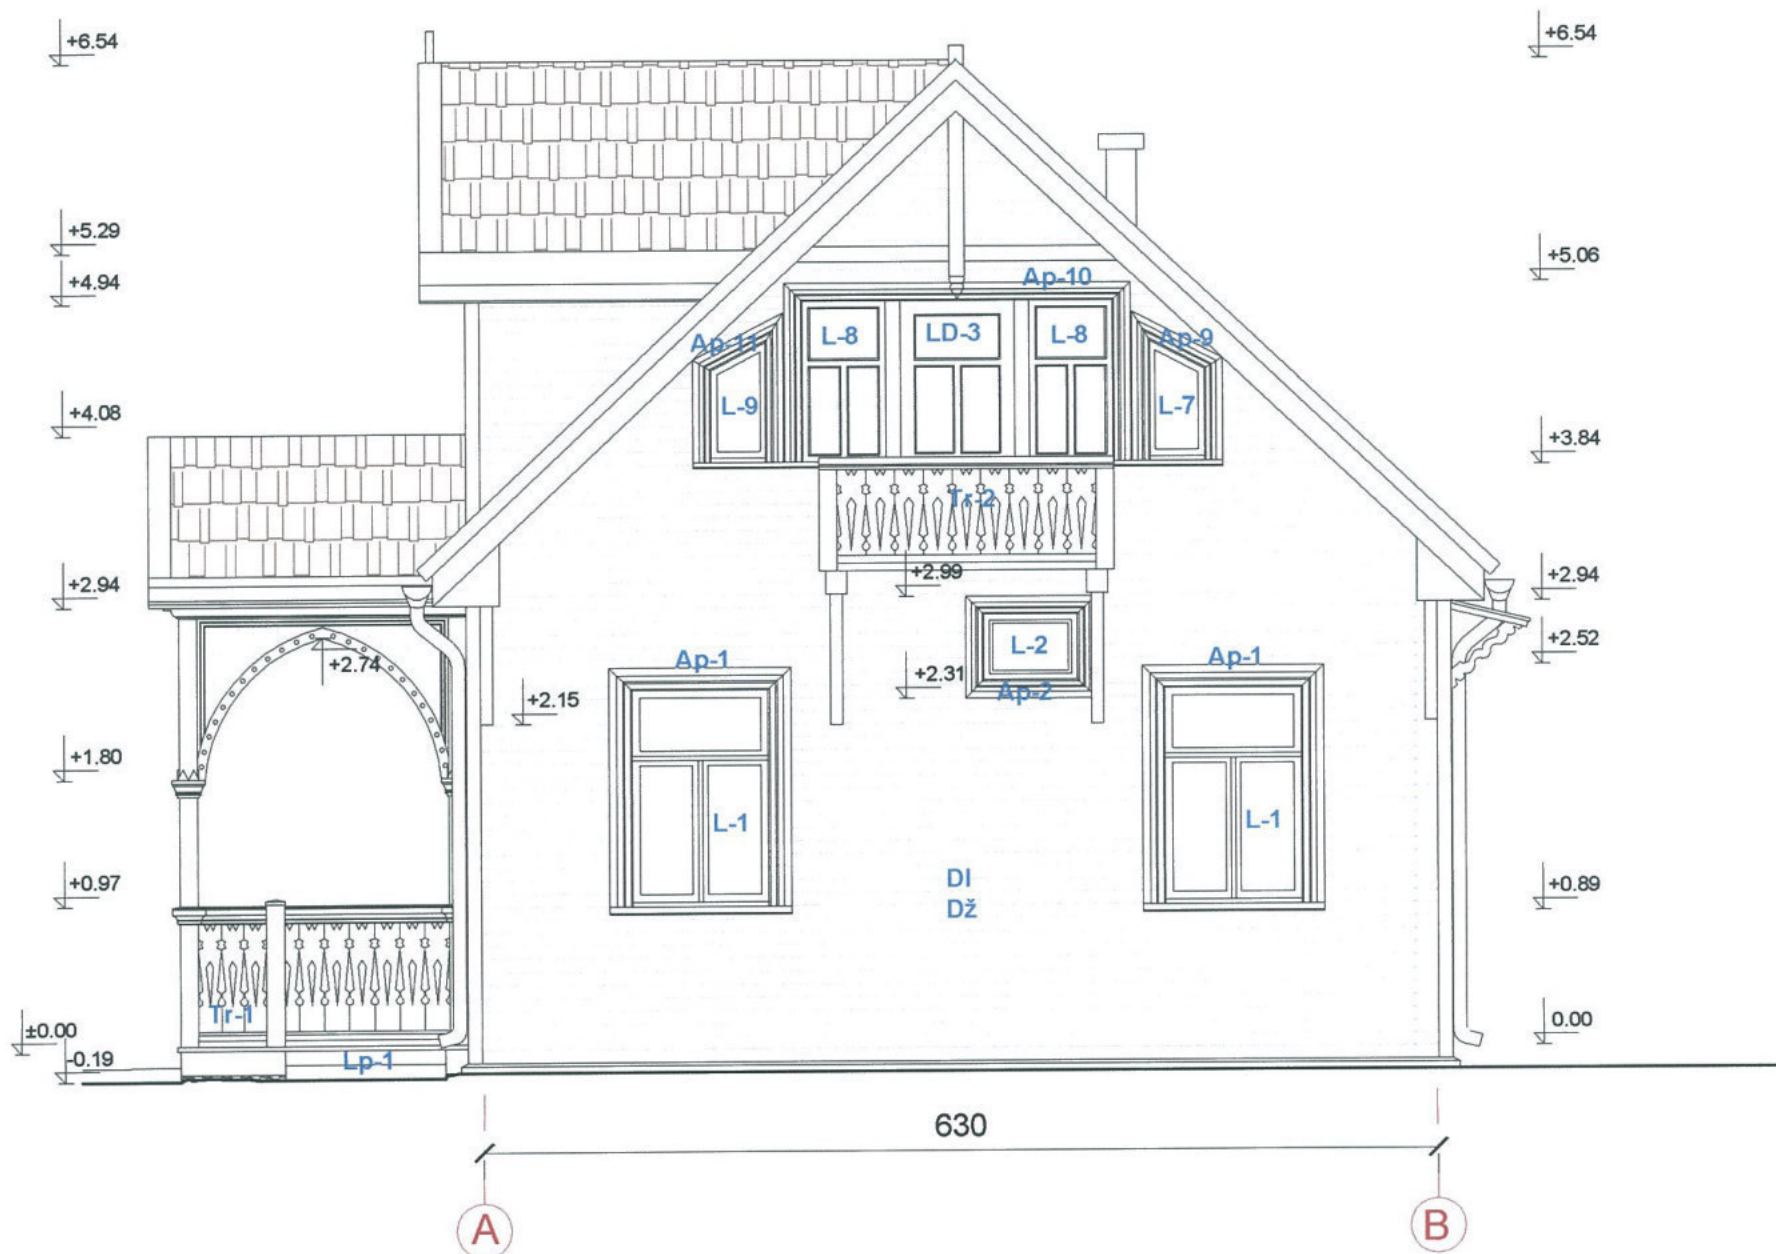 +6.54
+6.54
+5.29
+5.06
+4.94
Ap-10
L-8
LD-3
L-8
Ap-11
Ap-9
L-9
L-7
+4.08
+3.84
Tr-2
+2.94
+2.99
+2.94
+2.74
L-2
+2.52
Ap-1
Ap-1
+2.31
Ap-2
+2.15
+1.80
L-1
L-1
+0.97
DI
Dž
+0.89
Tr-1
±0.00
0.00
-0.19
Lp-1
630
A
B